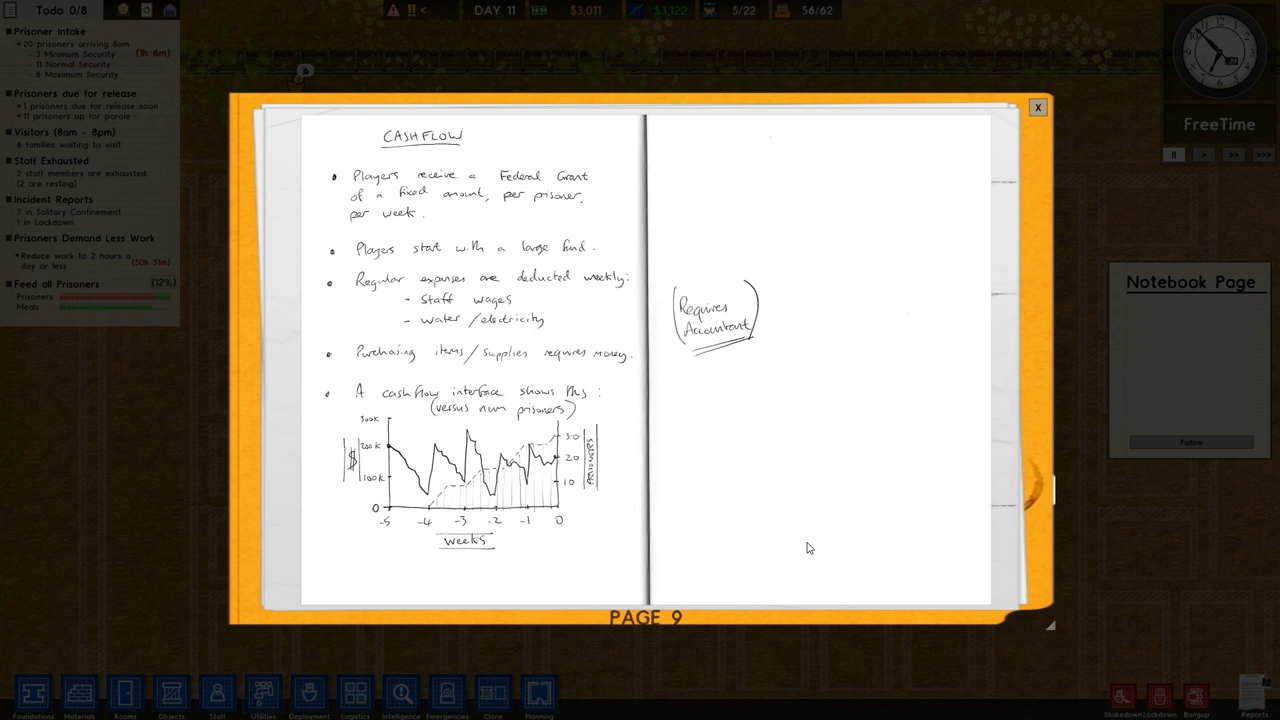 Todo 0/8
DAY 11
$3,011
$3,122
5/22
56/62
Prisoner Intake
20 prisoners arriving 8am
- 3 Minimum Security
(1h 6m)
- 11 Normal Security
- 6 Maximum Security
Prisoners due for release
1 prisoners due for release soon
11 prisoners up for parole
Visitors (8am - 8pm)
6 families waiting to visit
Staff Exhausted
2 staff members are exhausted.
(2 are resting)
Incident Reports
7 in Solitary Confinement
1 in Lockdown
Prisoners Demand Less Work
Reduce work to 2 hours a
day or less
(50h 51m)
Feed all Prisoners
(12%)
Prisoners
Meals
FreeTime
||
>
>>
>>>
X
CASHFLOW
• Players receive a Federal Grant
of a fixed amount, per prisoner,
per week.
• Players start with a large fund.
• Regular expenses are deducted weekly:
- Staff wages
- Water/electricity
• Purchasing items/supplies requires money.
• A cashflow interface shows this:
(versus num prisoners)
300K
200K
100K
0
$
30
20
10
PRISONERS
-5 -4 -3 -2 -1 0
weeks
(Requires
Accountant)
PAGE 9
Notebook Page
Follow
Foundations
Materials
Rooms
Objects
Staff
Utilities
Deployment
Logistics
Intelligence
Emergencies
Clone
Planning
Shakedown
Lockdown
Bangup
Reports